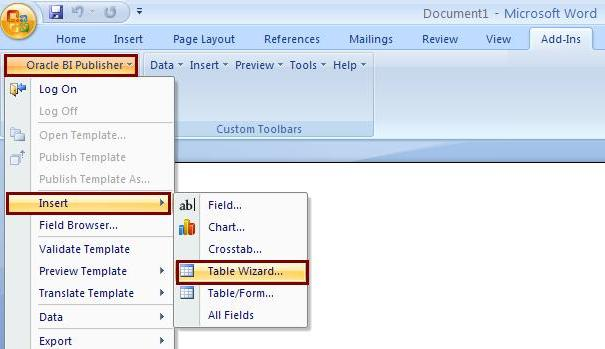 Document1 - Microsoft Word
Home Insert Page Layout References Mailings Review View Add-Ins
Oracle BI Publisher Data Insert Preview Tools Help
Custom Toolbars
Log On
Log Off
Open Template...
Publish Template
Publish Template As...
Insert
Field Browser...
Validate Template
Preview Template
Translate Template
Data
Export
ab Field...
Chart...
Crosstab...
Table Wizard...
Table/Form...
All Fields